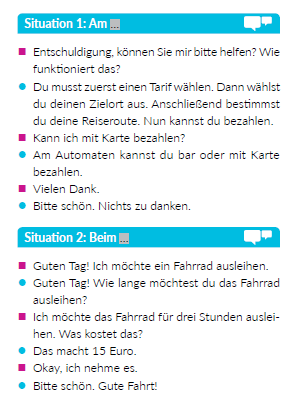 Situation 1: Am ...
Entschuldigung, können Sie mir bitte helfen? Wie
funktioniert das?
Du musst zuerst einen Tarif wählen. Dann wählst
du deinen Zielort aus. Anschließend bestimmst
du deine Reiseroute. Nun kannst du bezahlen.
Kann ich mit Karte bezahlen?
Am Automaten kannst du bar oder mit Karte
bezahlen.
Vielen Dank.
Bitte schön. Nichts zu danken.
Situation 2: Beim ...
Guten Tag! Ich möchte ein Fahrrad ausleihen.
Guten Tag! Wie lange möchtest du das Fahrrad
ausleihen?
Ich möchte das Fahrrad für drei Stunden auslei-
hen. Was kostet das?
Das macht 15 Euro.
Okay, ich nehme es.
Bitte schön. Gute Fahrt!